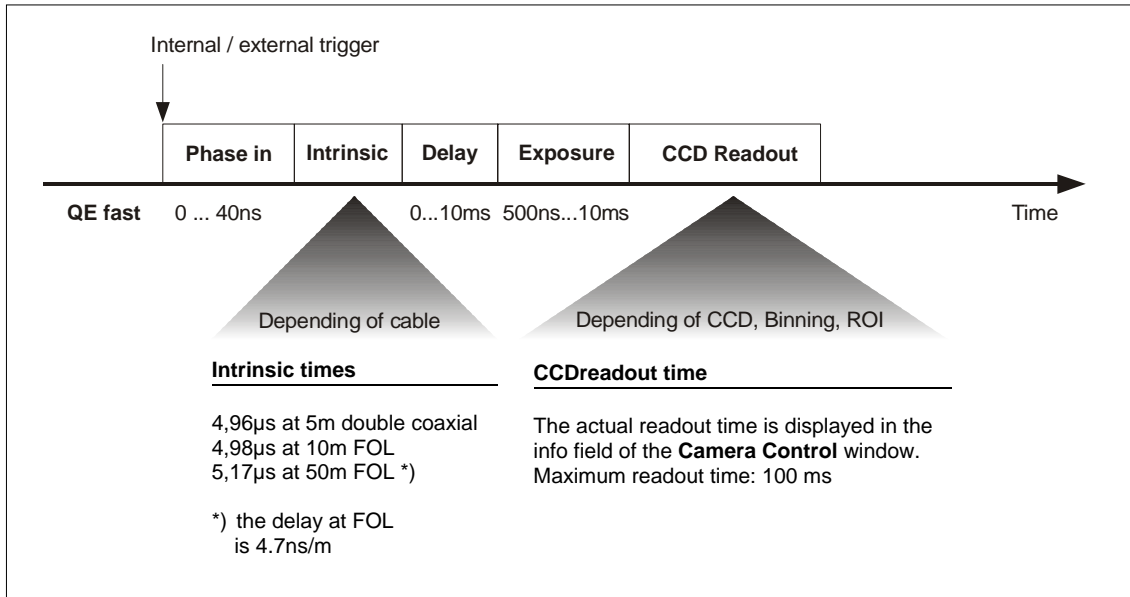 Internal / external trigger
Phase in Intrinsic Delay Exposure CCD Readout
QE fast 0 ... 40ns 0...10ms 500ns...10ms Time
Depending of cable
Depending of CCD, Binning, ROI
Intrinsic times
4,96µs at 5m double coaxial
4,98µs at 10m FOL
5,17µs at 50m FOL *)
*) the delay at FOL
is 4.7ns/m
CCDreadout time
The actual readout time is displayed in the
info field of the Camera Control window.
Maximum readout time: 100 ms